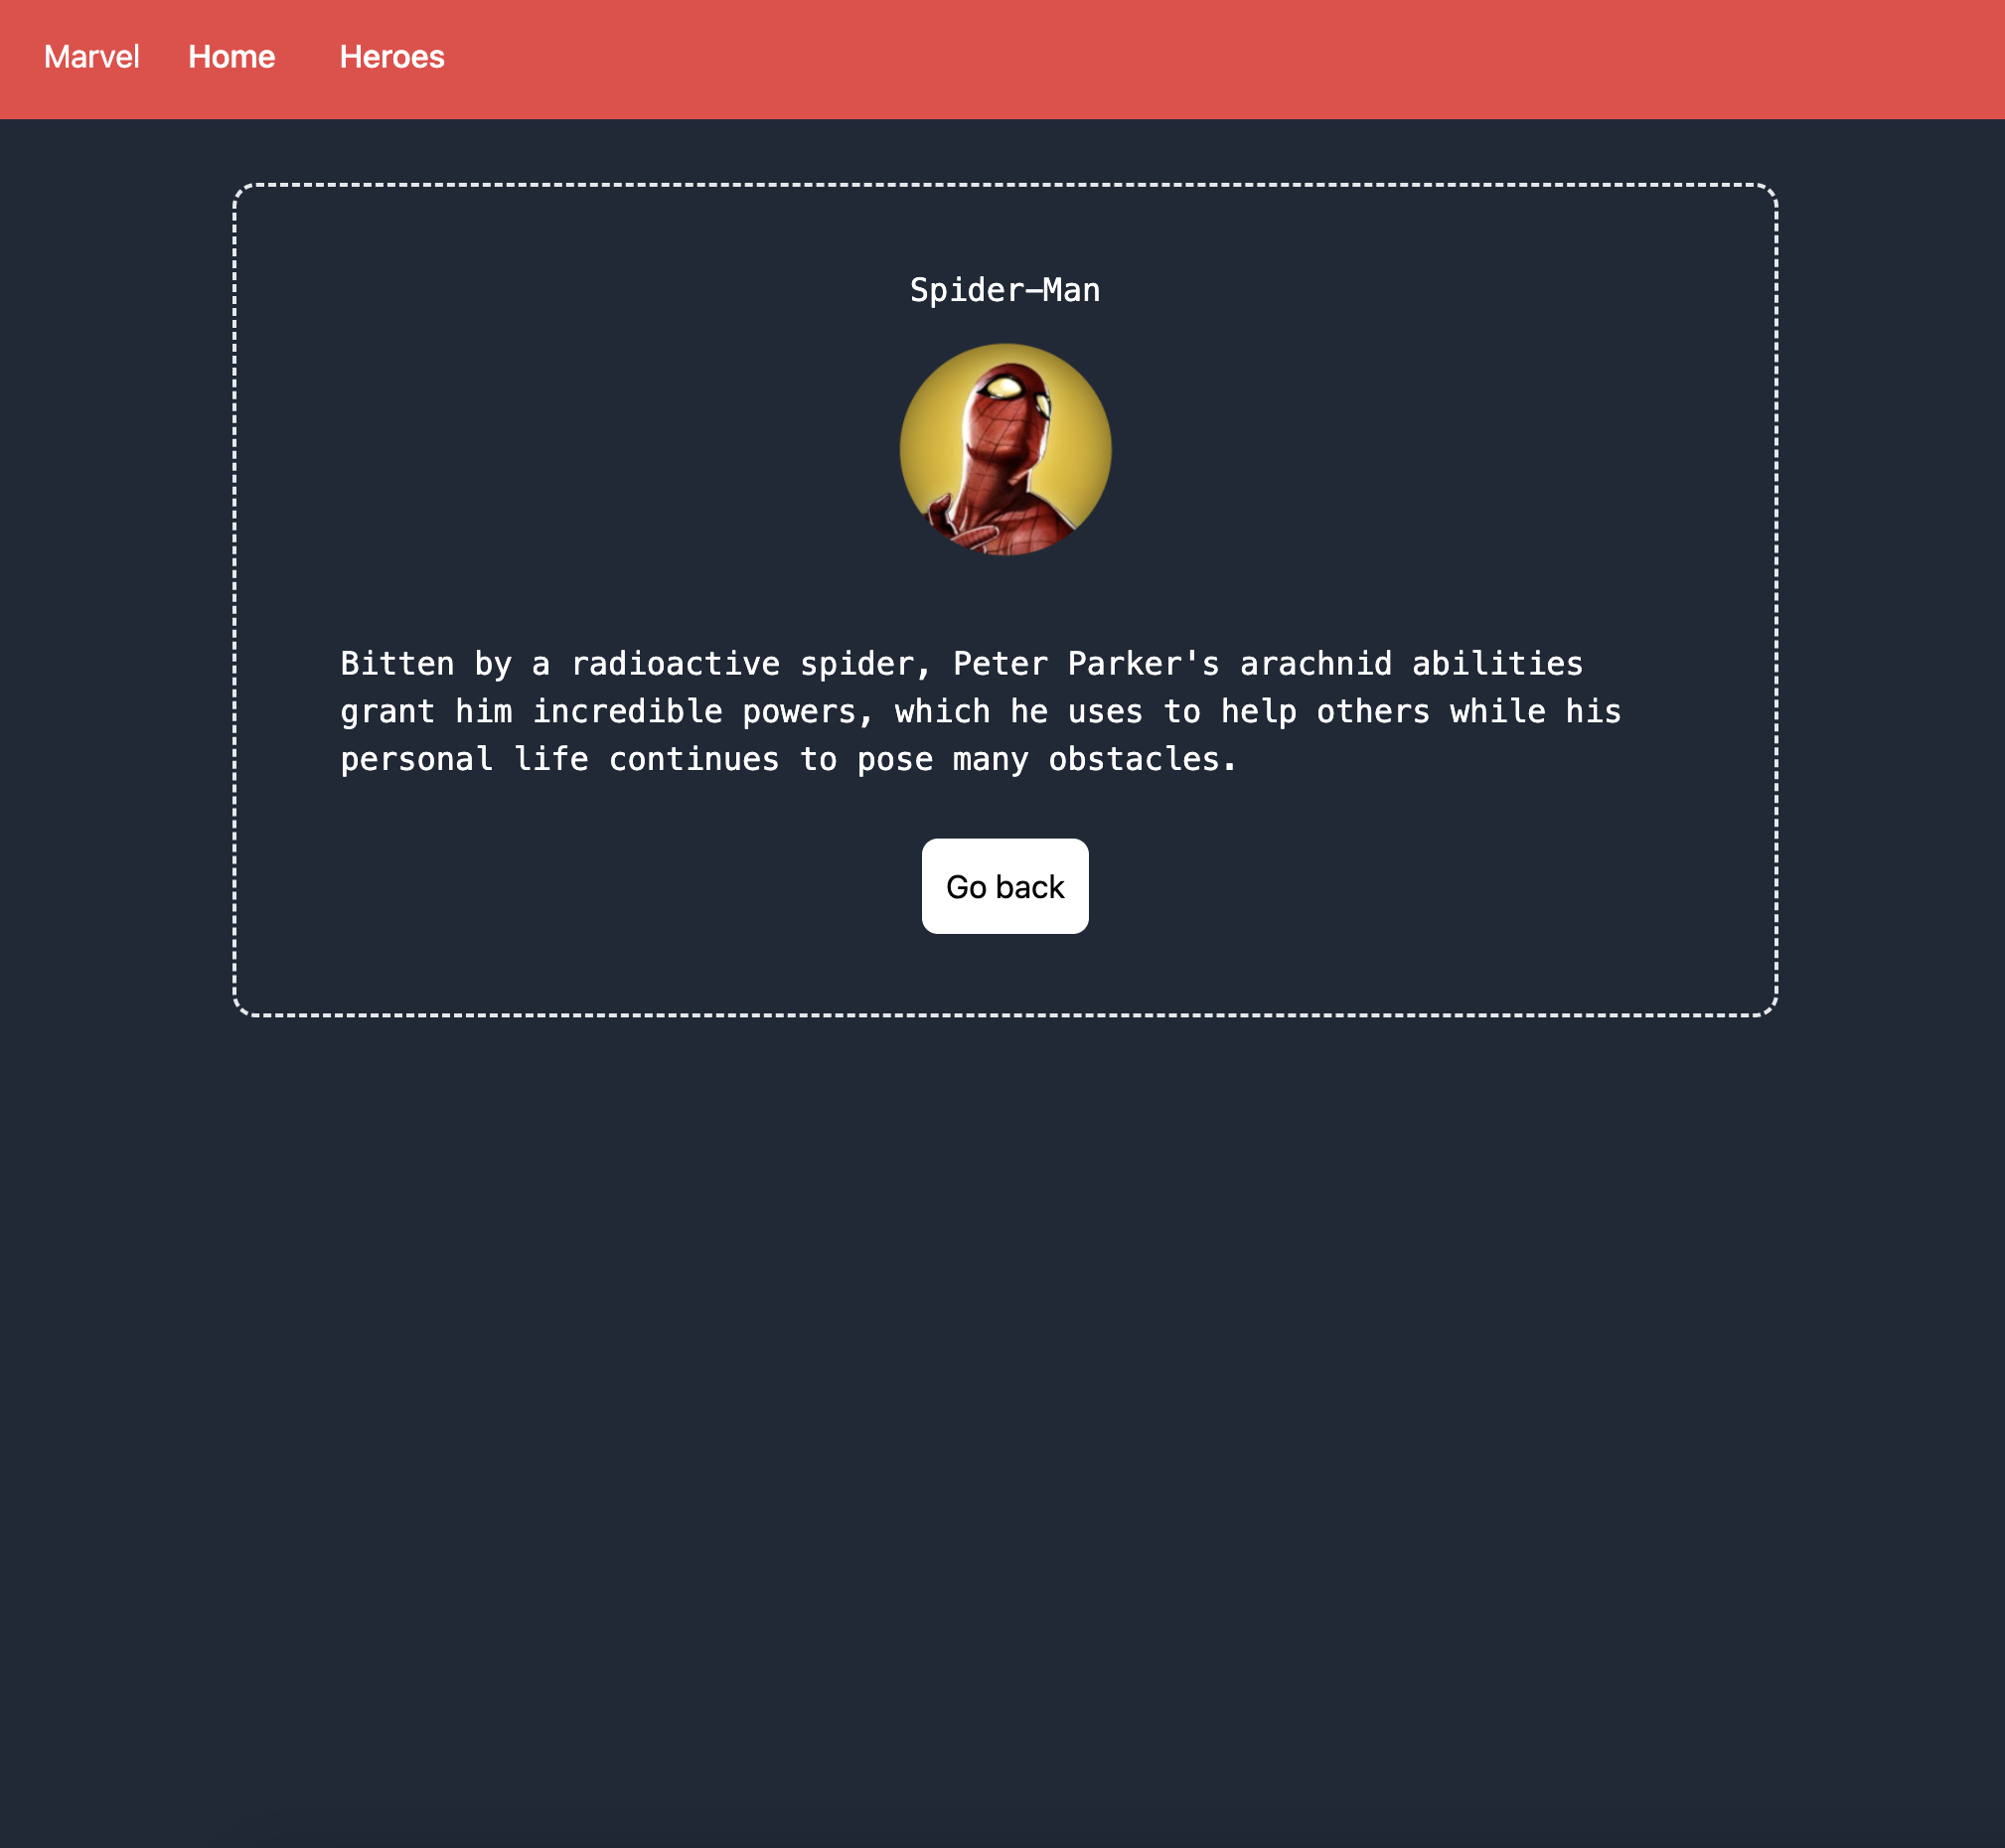 Marvel Home Heroes
Spider-Man
Bitten by a radioactive spider, Peter Parker's arachnid abilities
grant him incredible powers, which he uses to help others while his
personal life continues to pose many obstacles.
Go back